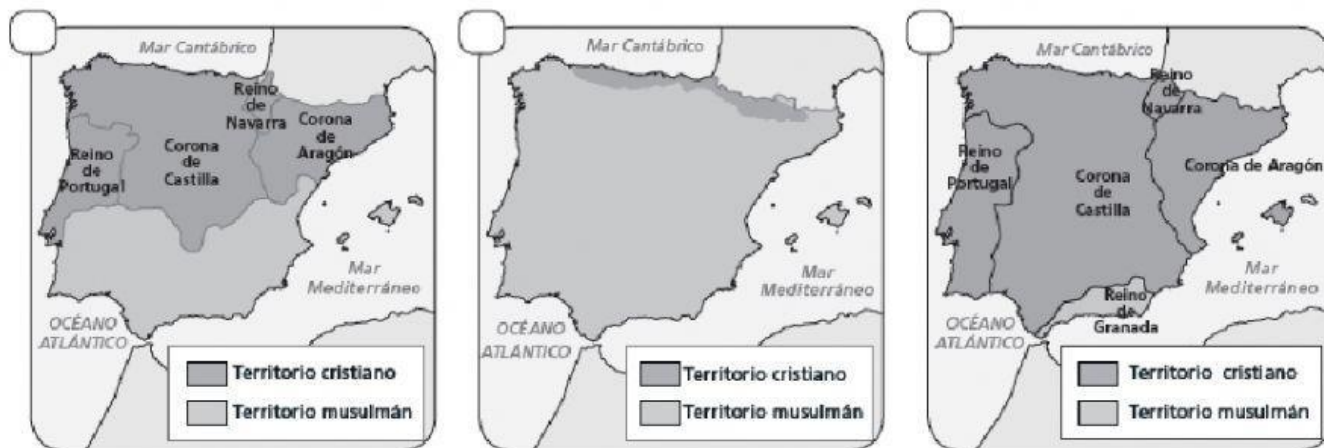 Mar Cantábrico
Reino
de
Navarra
Corona
de
Aragón
Reino
de
Portugal
Corona
de
Castilla
Mar
Mediterráneo
OCÉANO
ATLÁNTICO
Territorio cristiano
Territorio musulmán
Mar Cantábrico
Mar
Mediterráneo
OCÉANO
ATLÁNTICO
Territorio cristiano
Territorio musulmán
Mar Cantábrico
Reino
de
Navarra
Reino
de
Portugal
Corona de Aragón
Corona
de
Castilla
Mar
Mediterráneo
Reino
de
Granada
OCÉANO
ATLÁNTICO
Territorio cristiano
Territorio musulmán